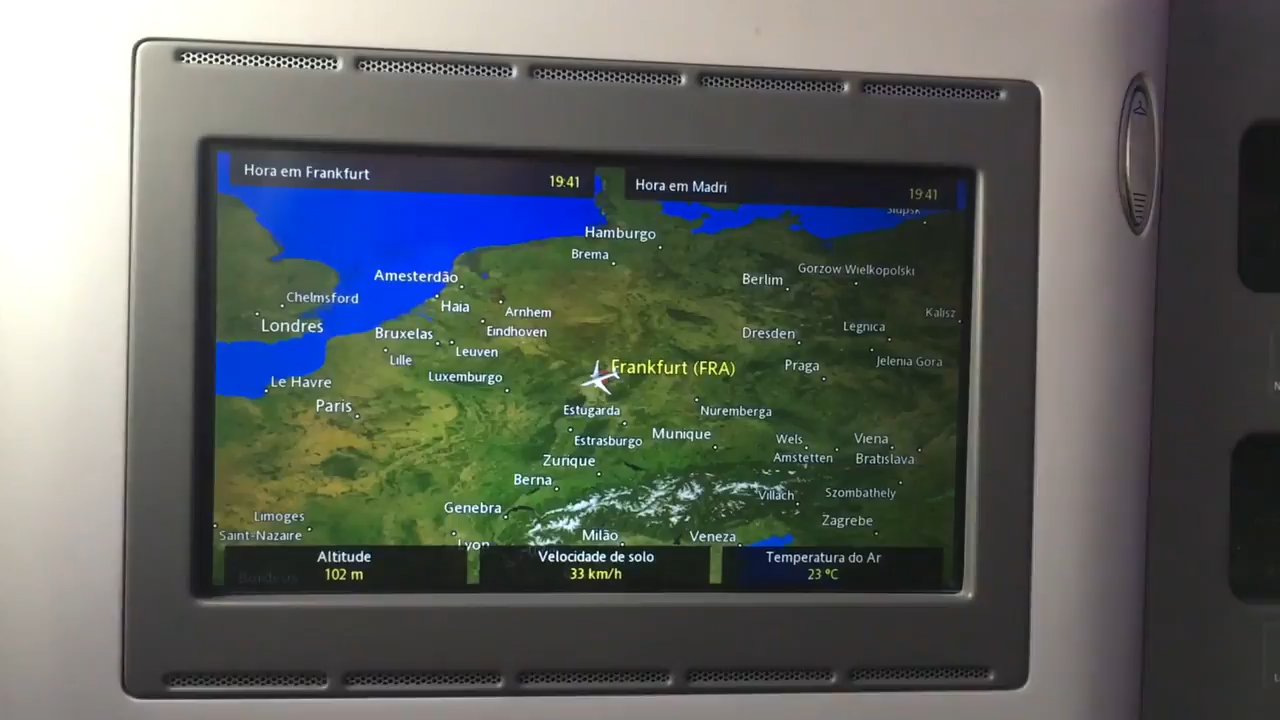 Hora em Frankfurt 19:41
Hora em Madri 19:41
Slupsk
Hamburgo
Brema
Amesterdão
Berlim
Gorzow Wielkopolski
Chelmsford
Haia
Arnhem
Kalisz
Londres
Bruxelas
Eindhoven
Dresden
Legnica
Lille
Leuven
Frankfurt (FRA)
Praga
Jelenia Gora
Le Havre
Luxemburgo
Paris
Estugarda
Nuremberga
Estrasburgo
Munique
Wels
Viena
Zurique
Amstetten
Bratislava
Berna
Villach
Szombathely
Genebra
Limoges
Zagrebe
Saint-Nazaire
Lyon
Milão
Veneza
Altitude
102 m
Velocidade de solo
33 km/h
Temperatura do Ar
23 ºC